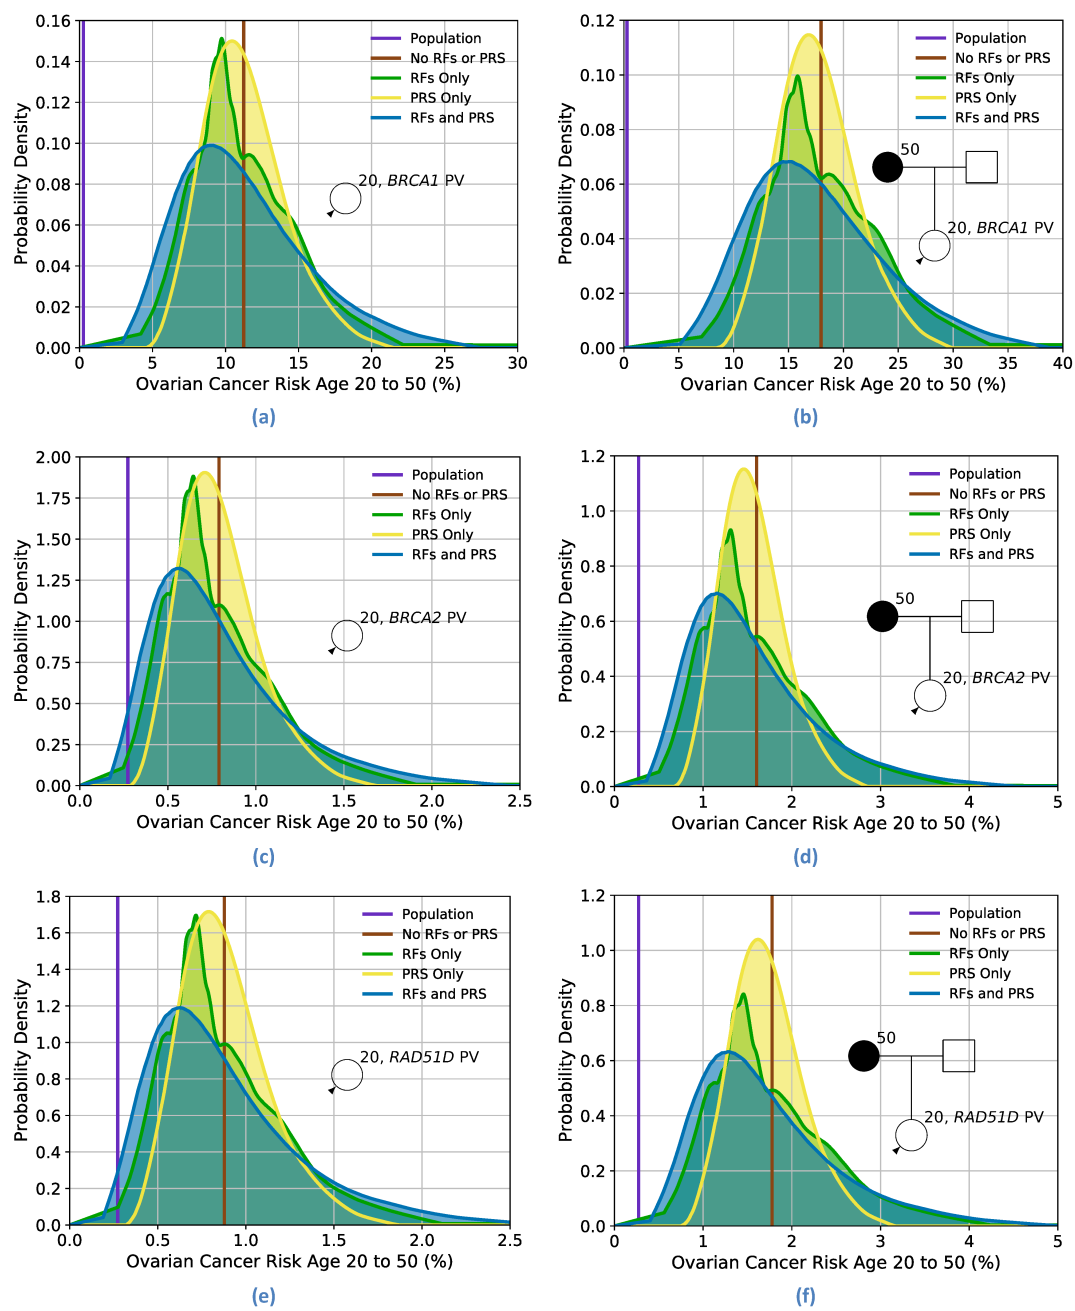 0.16
0.14
0.12
0.10
0.08
0.06
0.04
0.02
0.00
Probability Density
Population
No RFs or PRS
RFs Only
PRS Only
RFs and PRS
20, BRCA1 PV
0 5 10 15 20 25 30
Ovarian Cancer Risk Age 20 to 50 (%)
(a)
0.12
0.10
0.08
0.06
0.04
0.02
0.00
Probability Density
Population
No RFs or PRS
RFs Only
PRS Only
RFs and PRS
50
20, BRCA1 PV
0 5 10 15 20 25 30 35 40
Ovarian Cancer Risk Age 20 to 50 (%)
(b)
2.00
1.75
1.50
1.25
1.00
0.75
0.50
0.25
0.00
Probability Density
Population
No RFs or PRS
RFs Only
PRS Only
RFs and PRS
20, BRCA2 PV
0.0 0.5 1.0 1.5 2.0 2.5
Ovarian Cancer Risk Age 20 to 50 (%)
(c)
1.2
1.0
0.8
0.6
0.4
0.2
0.0
Probability Density
Population
No RFs or PRS
RFs Only
PRS Only
RFs and PRS
50
20, BRCA2 PV
0 1 2 3 4 5
Ovarian Cancer Risk Age 20 to 50 (%)
(d)
1.8
1.6
1.4
1.2
1.0
0.8
0.6
0.4
0.2
0.0
Probability Density
Population
No RFs or PRS
RFs Only
PRS Only
RFs and PRS
20, RAD51D PV
0.0 0.5 1.0 1.5 2.0 2.5
Ovarian Cancer Risk Age 20 to 50 (%)
(e)
1.2
1.0
0.8
0.6
0.4
0.2
0.0
Probability Density
Population
No RFs or PRS
RFs Only
PRS Only
RFs and PRS
50
20, RAD51D PV
0 1 2 3 4 5
Ovarian Cancer Risk Age 20 to 50 (%)
(f)